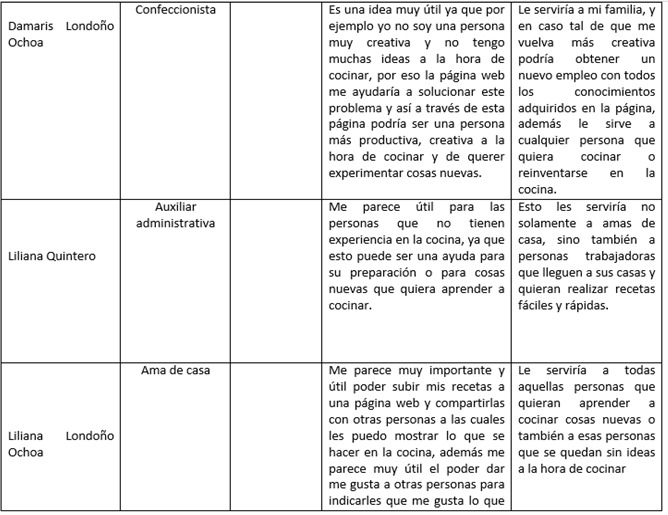 Damaris Londoño
Ochoa
Confeccionista
Es una idea muy útil ya que por
ejemplo yo no soy una persona
muy creativa y no tengo
muchas ideas a la hora de
cocinar, por eso la página web
me ayudaría a solucionar este
problema y así a través de esta
página podría ser una persona
más productiva, creativa a la
hora de cocinar y de querer
experimentar cosas nuevas.
Le serviría a mi familia, y
en caso tal de que me
vuelva más creativa
podría obtener un
nuevo empleo con todos
los conocimientos
adquiridos en la página,
además le sirve a
cualquier persona que
quiera cocinar o
reinventarse en la
cocina.
Liliana Quintero
Auxiliar
administrativa
Me parece útil para las
personas que no tienen
experiencia en la cocina, ya que
esto puede ser una ayuda para
su preparación o para cosas
nuevas que quiera aprender a
cocinar.
Esto les serviría no
solamente a amas de
casa, sino también a
personas trabajadoras
que lleguen a sus casas y
quieran realizar recetas
fáciles y rápidas.
Liliana Londoño
Ochoa
Ama de casa
Me parece muy importante y
útil poder subir mis recetas a
una página web y compartirlas
con otras personas a las cuales
les puedo mostrar lo que se
hacer en la cocina, además me
parece muy útil el poder dar
me gusta a otras personas para
indicarles que me gusta lo que
Le serviría a todas
aquellas personas que
quieran aprender a
cocinar cosas nuevas o
también a esas personas
que se quedan sin ideas
a la hora de cocinar